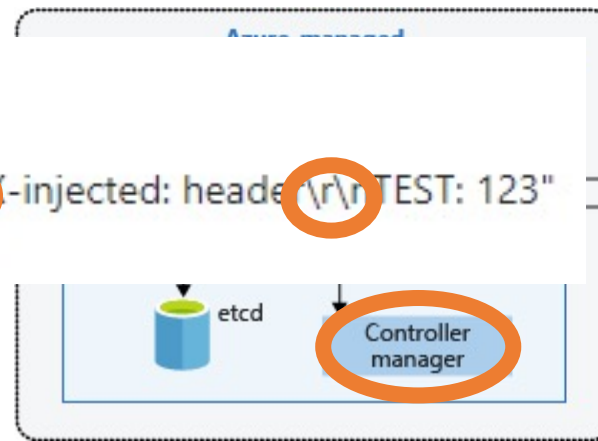 Azure managed
-injected: header\r\nTEST: 123"
etcd
Controller
manager